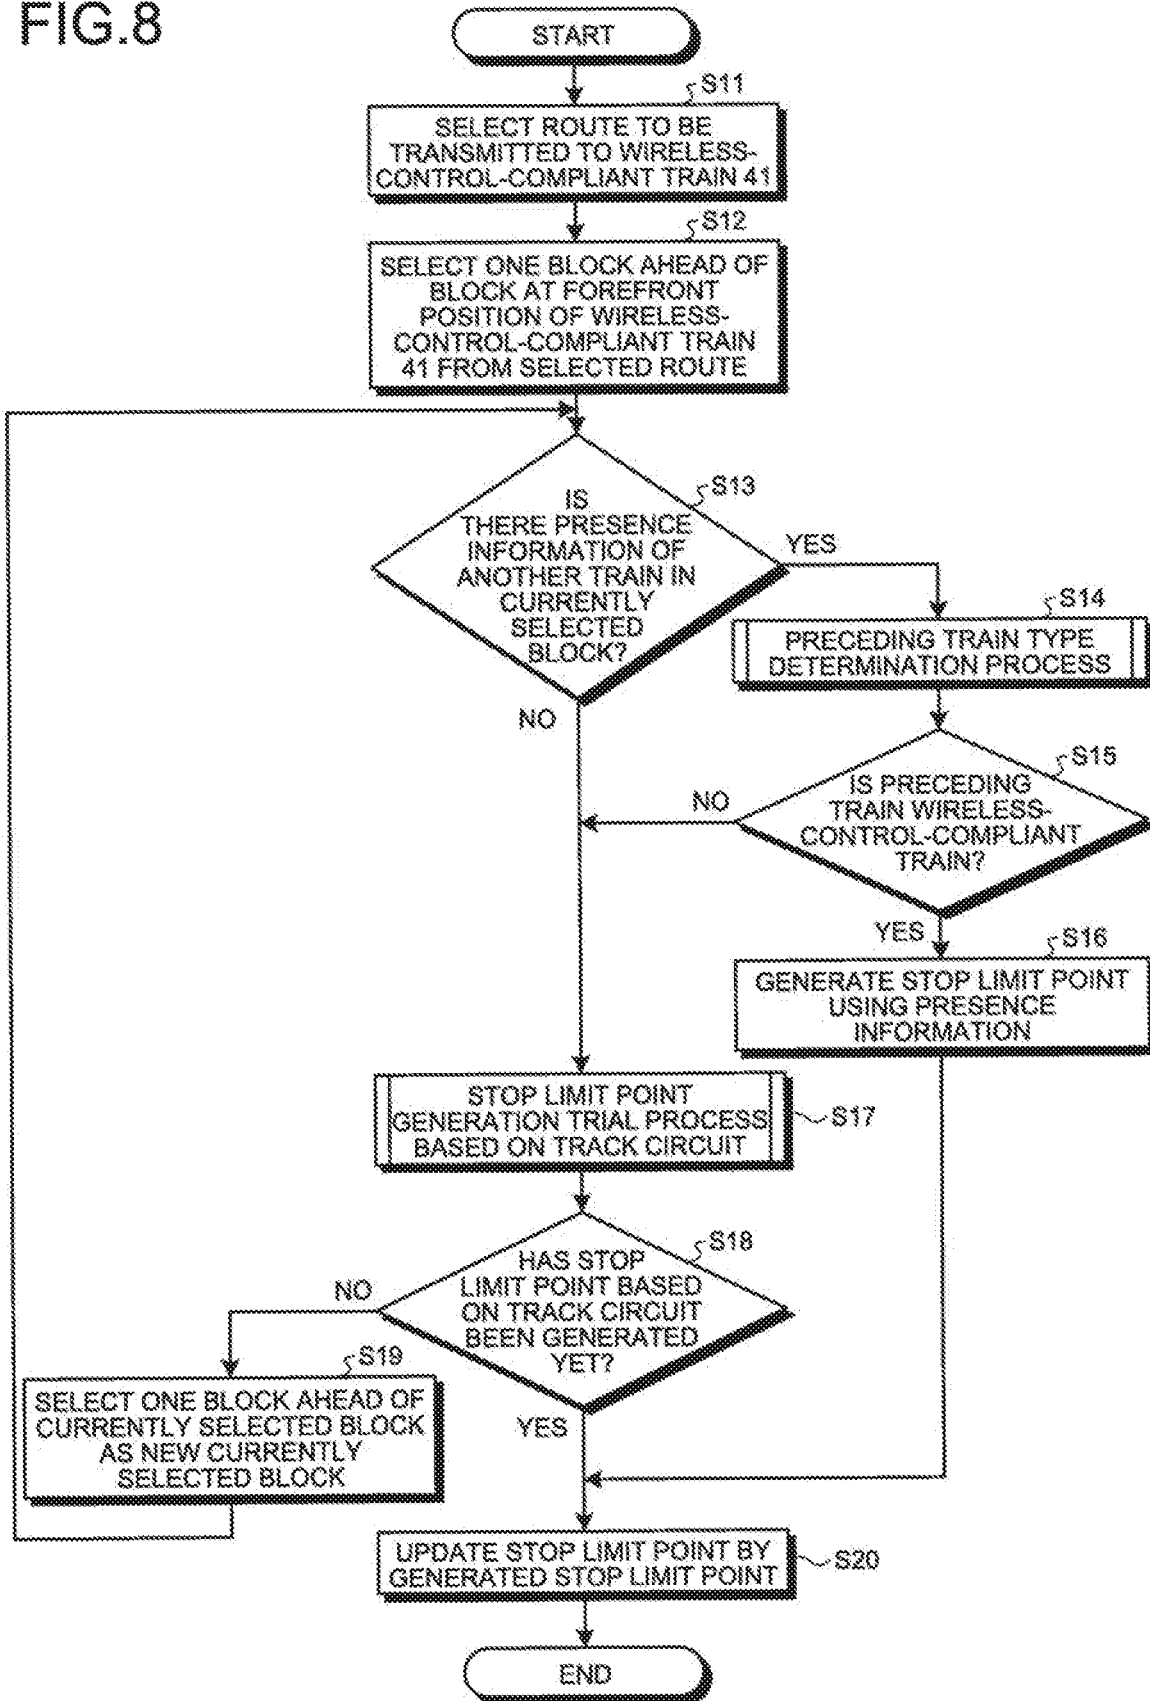 FIG.8
START
S11
SELECT ROUTE TO BE
TRANSMITTED TO WIRELESS-
CONTROL-COMPLIANT TRAIN 41
S12
SELECT ONE BLOCK AHEAD OF
BLOCK AT FOREFRONT
POSITION OF WIRELESS-
CONTROL-COMPLIANT TRAIN
41 FROM SELECTED ROUTE
S13
IS
THERE PRESENCE
INFORMATION OF
ANOTHER TRAIN IN
CURRENTLY
SELECTED
BLOCK?
YES
NO
S14
PRECEDING TRAIN TYPE
DETERMINATION PROCESS
S15
IS PRECEDING
TRAIN WIRELESS-
CONTROL-COMPLIANT
TRAIN?
NO
YES
S16
GENERATE STOP LIMIT POINT
USING PRESENCE
INFORMATION
STOP LIMIT POINT
GENERATION TRIAL PROCESS
BASED ON TRACK CIRCUIT
S17
S18
HAS STOP
LIMIT POINT BASED
ON TRACK CIRCUIT
BEEN GENERATED
YET?
NO
YES
S19
SELECT ONE BLOCK AHEAD OF
CURRENTLY SELECTED BLOCK
AS NEW CURRENTLY
SELECTED BLOCK
UPDATE STOP LIMIT POINT BY
GENERATED STOP LIMIT POINT
S20
END